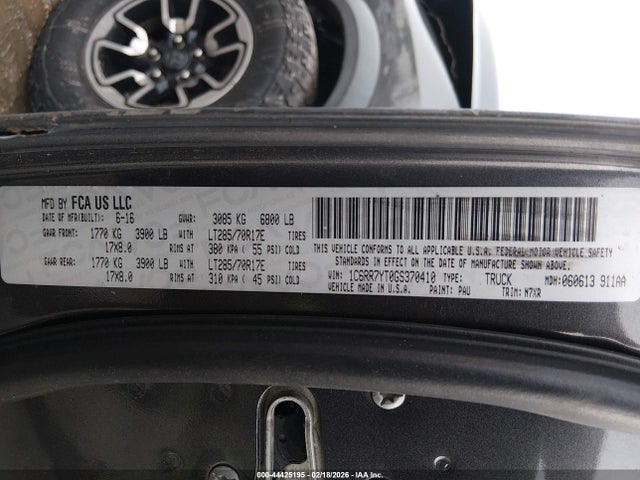 MFD BY FCA US LLC
DATE OF MFR(BUILT): 6-16 GVWR: 3085 KG 6800 LB
GAWR FRONT: 1770 KG 3900 LB WITH LT285/70R17E TIRES
17X8.0 RIMS AT 380 KPA ( 55 PSI) COLD
GAWR REAR: 1770 KG 3900 LB WITH LT285/70R17E TIRES
17X8.0 RIMS AT 310 KPA ( 45 PSI) COLD
THIS VEHICLE CONFORMS TO ALL APPLICABLE U.S.A. FEDERAL MOTOR VEHICLE SAFETY
STANDARDS IN EFFECT ON THE DATE OF MANUFACTURE SHOWN ABOVE.
VIN: 1C6RR7YT0GS370410 TYPE: TRUCK MDH: 060613 911AA
VEHICLE MADE IN U.S.A. PAINT: PAU TRIM: N7XR
000-44425195 - 02/18/2026 - IAA Inc.